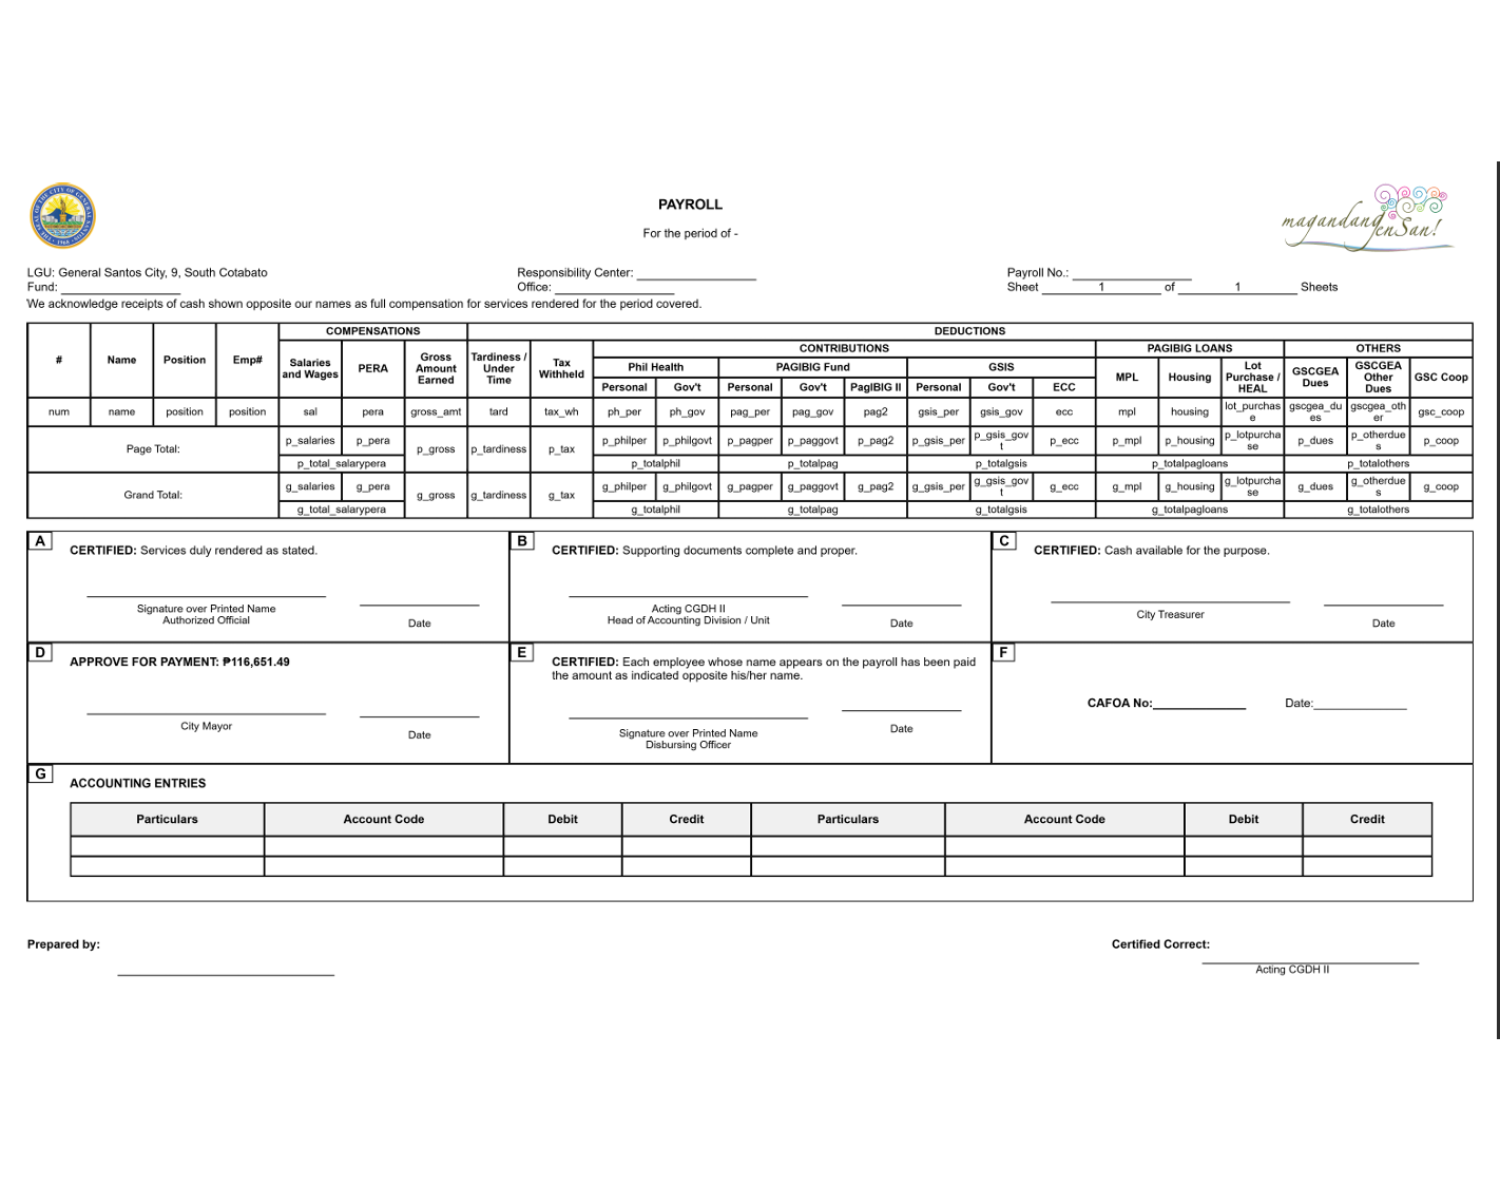 PAYROLL
For the period of -
magandang GenSan!
LGU: General Santos City, 9, South Cotabato
Responsibility Center:
Payroll No.:
Fund:
Office:
Sheet 1 of 1 Sheets
We acknowledge receipts of cash shown opposite our names as full compensation for services rendered for the period covered.
COMPENSATIONS DEDUCTIONS
# Name Position Emp# Salaries and Wages PERA Gross Amount Earned Tardiness / Under Time Tax Withheld
CONTRIBUTIONS PAGIBIG LOANS OTHERS
Phil Health PAGIBIG Fund GSIS MPL Housing Lot Purchase / HEAL GSCGEA Dues GSCGEA Other Dues GSC Coop
Personal Gov't Personal Gov't PagIBIG II Personal Gov't ECC
num name position position sal pera gross_amt tard tax_wh ph_per ph_gov pag_per pag_gov pag2 gsis_per gsis_gov ecc mpl housing lot_purchase gscgea_dues gscgea_other gsc_coop
Page Total: p_salaries p_pera p_gross p_tardiness p_tax p_philper p_philgovt p_pagper p_paggovt p_pag2 p_gsis_per p_gsis_govt p_ecc p_mpl p_housing p_lotpurchase p_dues p_otherdues p_coop
p_total_salarypera p_totalphil p_totalpag p_totalgsis p_totalpagloans p_totalothers
Grand Total: g_salaries g_pera g_gross g_tardiness g_tax g_philper g_philgovt g_pagper g_paggovt g_pag2 g_gsis_per g_gsis_govt g_ecc g_mpl g_housing g_lotpurchase g_dues g_otherdues g_coop
g_total_salarypera g_totalphil g_totalpag g_totalgsis g_totalpagloans g_totalothers
A
CERTIFIED: Services duly rendered as stated.
Signature over Printed Name
Authorized Official
Date
B
CERTIFIED: Supporting documents complete and proper.
Acting CGDH II
Head of Accounting Division / Unit
Date
C
CERTIFIED: Cash available for the purpose.
City Treasurer
Date
D
APPROVE FOR PAYMENT: ₱116,651.49
City Mayor
Date
E
CERTIFIED: Each employee whose name appears on the payroll has been paid
the amount as indicated opposite his/her name.
Signature over Printed Name
Disbursing Officer
Date
F
CAFOA No:
Date:
G
ACCOUNTING ENTRIES
Particulars Account Code Debit Credit Particulars Account Code Debit Credit
Prepared by:
Certified Correct:
Acting CGDH II